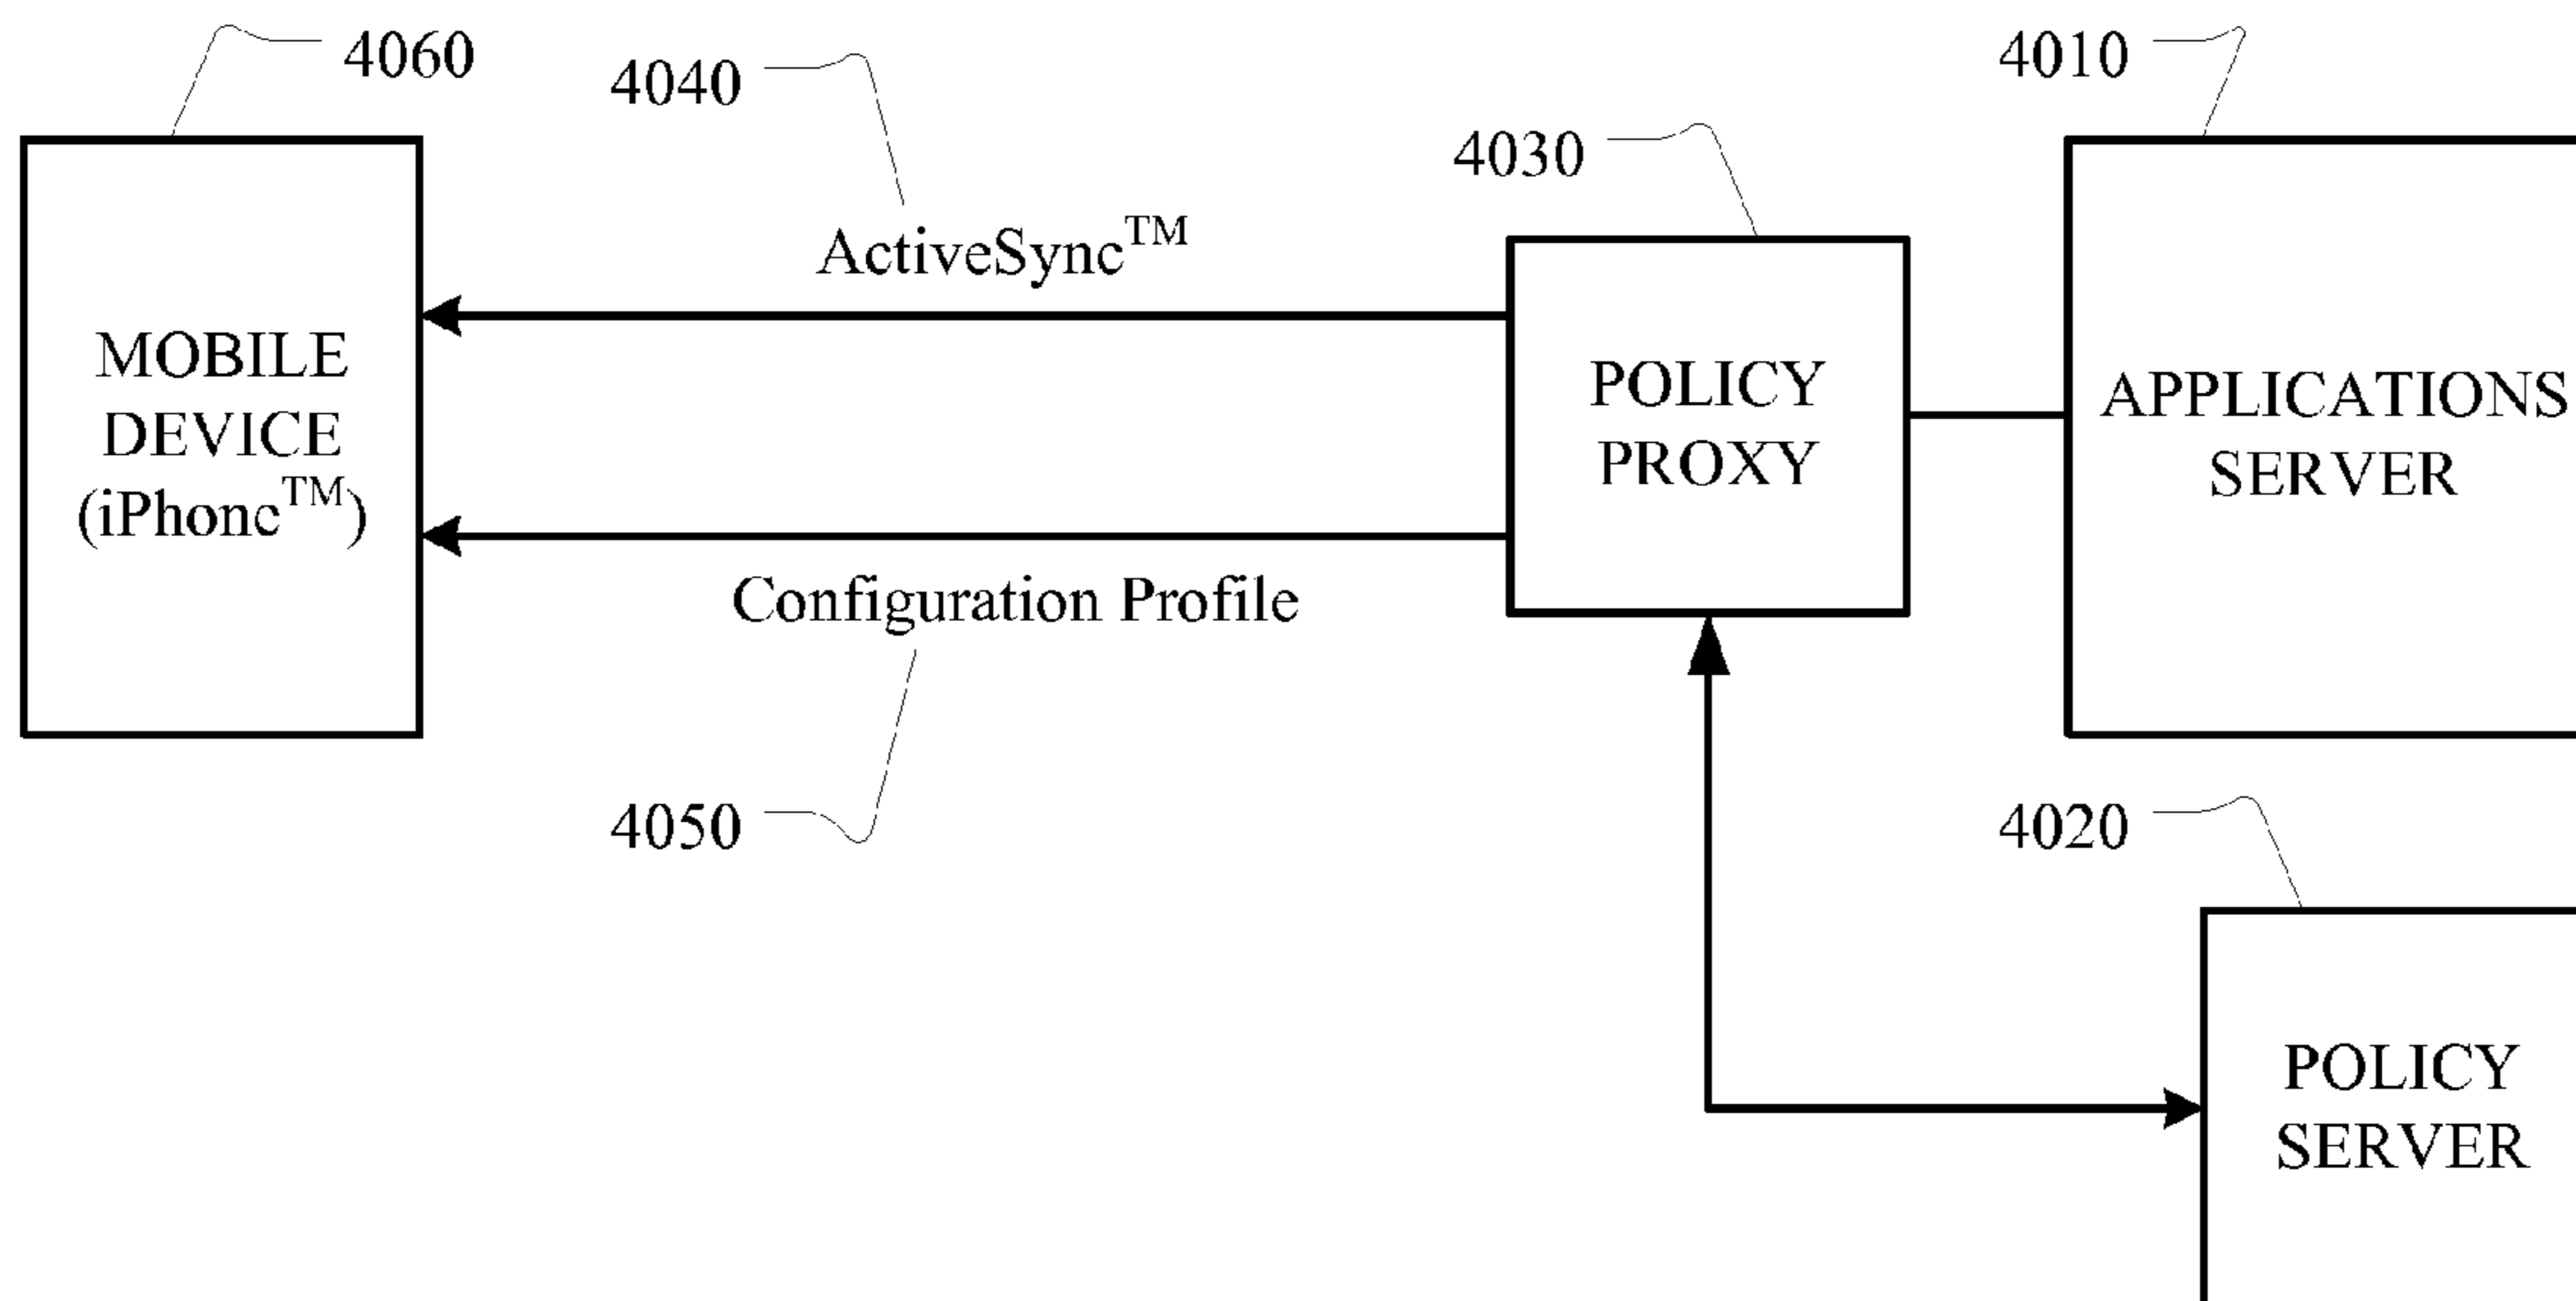 4060
4040
4010
4030
ActiveSync™
MOBILE
DEVICE
(iPhone™)
POLICY
PROXY
APPLICATIONS
SERVER
Configuration Profile
4050
4020
POLICY
SERVER